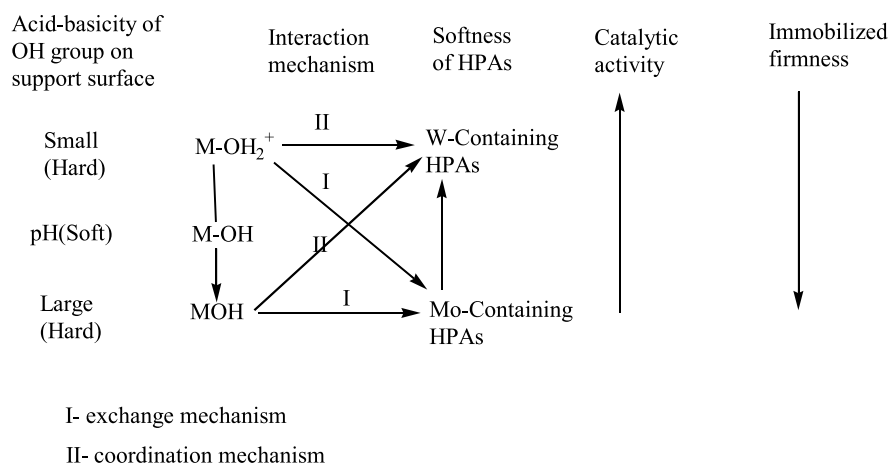 Acid-basicity of
OH group on
support surface
Interaction
mechanism
Softness
of HPAs
Catalytic
activity
Immobilized
firmness
Small
(Hard)
M-OH₂⁺
II
W-Containing
HPAs
I
pH(Soft)
M-OH
II
Large
(Hard)
MOH
I
Mo-Containing
HPAs
I- exchange mechanism
II- coordination mechanism